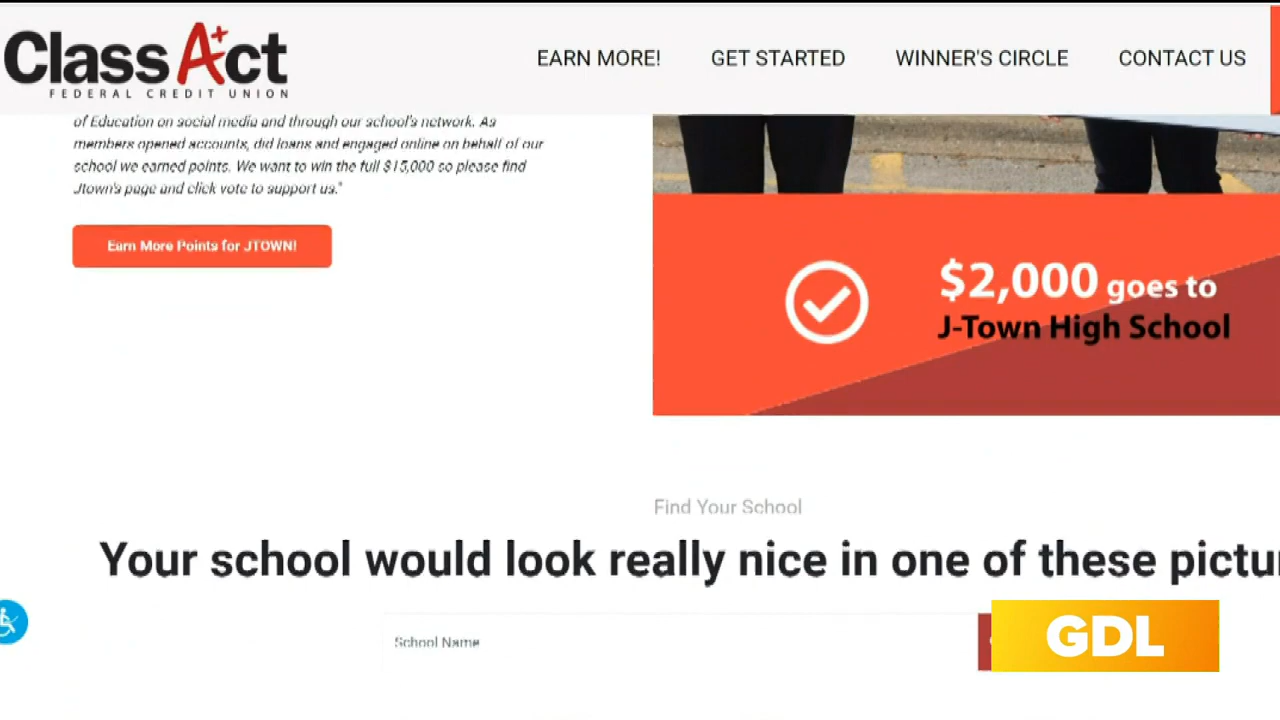 Class A+ct
FEDERAL CREDIT UNION
EARN MORE!
GET STARTED
WINNER'S CIRCLE
CONTACT US
of Education on social media and through our school's network. As
members opened accounts, did loans and engaged online on behalf of our
school we earned points. We want to win the full $15,000 so please find
Jtown's page and click vote to support us."
Earn More Points for JTOWN!
$2,000 goes to
J-Town High School
Find Your School
Your school would look really nice in one of these pictu
School Name
GDL